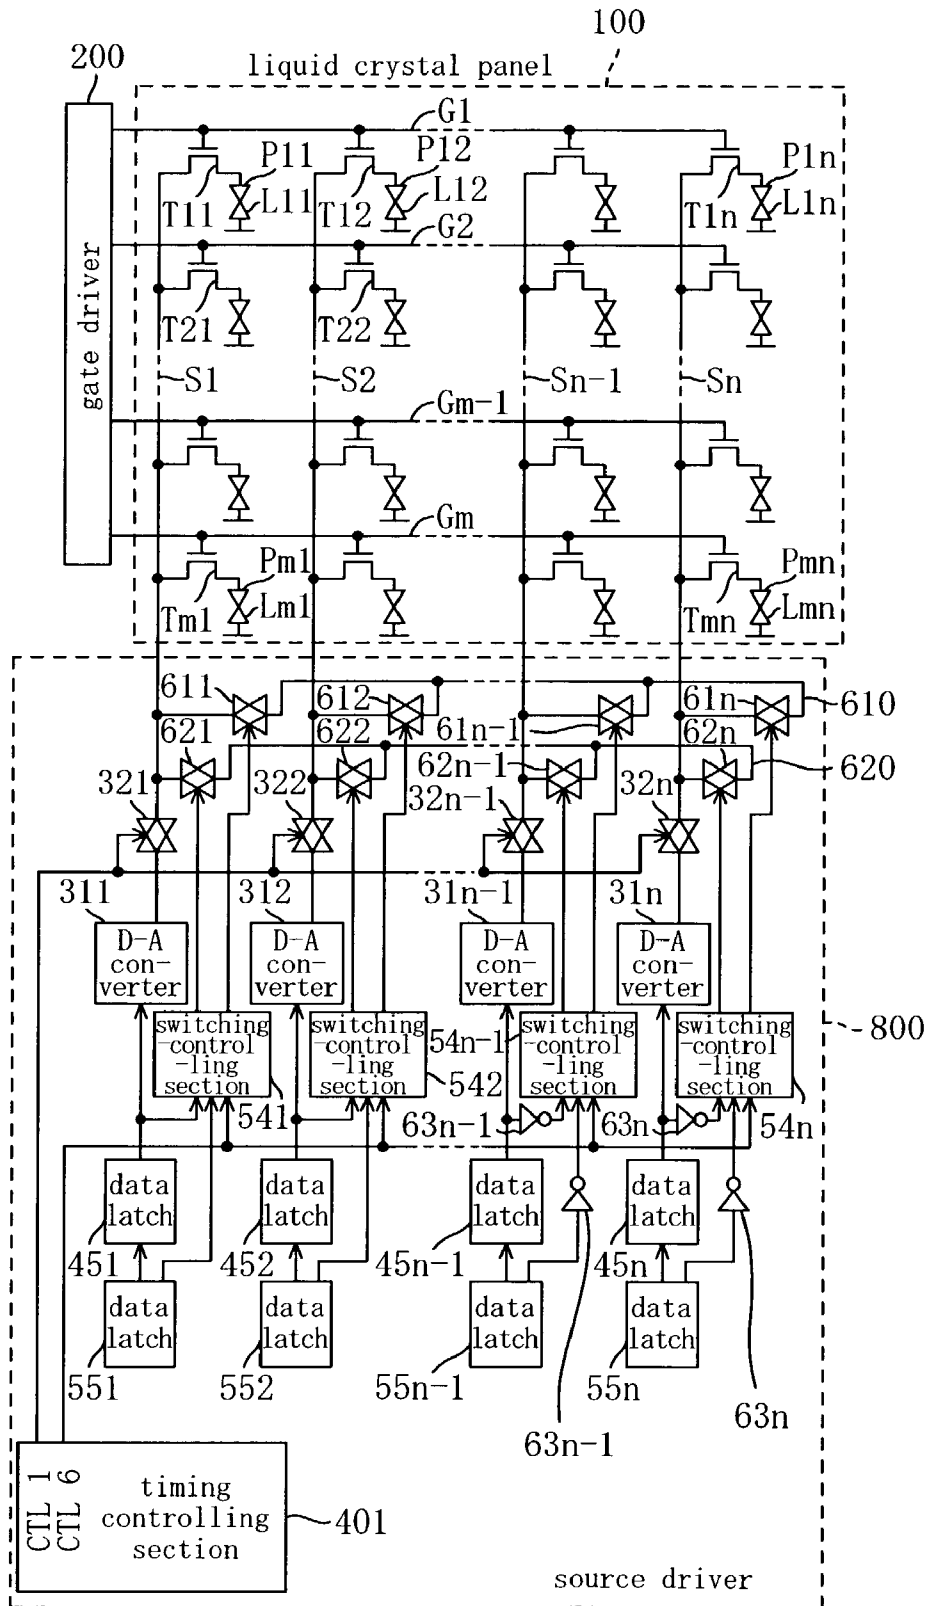 100
200
liquid crystal panel
G1
P11
P12
P1n
T11
L11
T12
L12
T1n
L1n
G2
gate driver
T21
T22
S1
S2
Sn-1
Sn
Gm-1
Gm
Pm1
Pmn
Tm1
Lm1
Tmn
Lmn
611
612
61n-1
61n
610
621
622
62n-1
62n
620
321
322
32n-1
32n
311
312
31n-1
31n
D-A
con-
verter
D-A
con-
verter
D-A
con-
verter
D-A
con-
verter
800
switching
-control
-ling
section
switching
-control
-ling
section
54n-1
switching
-control
-ling
section
switching
-control
-ling
section
541
542
63n-1
63n
54n
data
latch
data
latch
data
latch
data
latch
451
452
45n-1
45n
data
latch
data
latch
data
latch
data
latch
551
552
55n-1
55n
63n-1
63n
CTL 1
CTL 6
timing
controlling
section
401
source driver